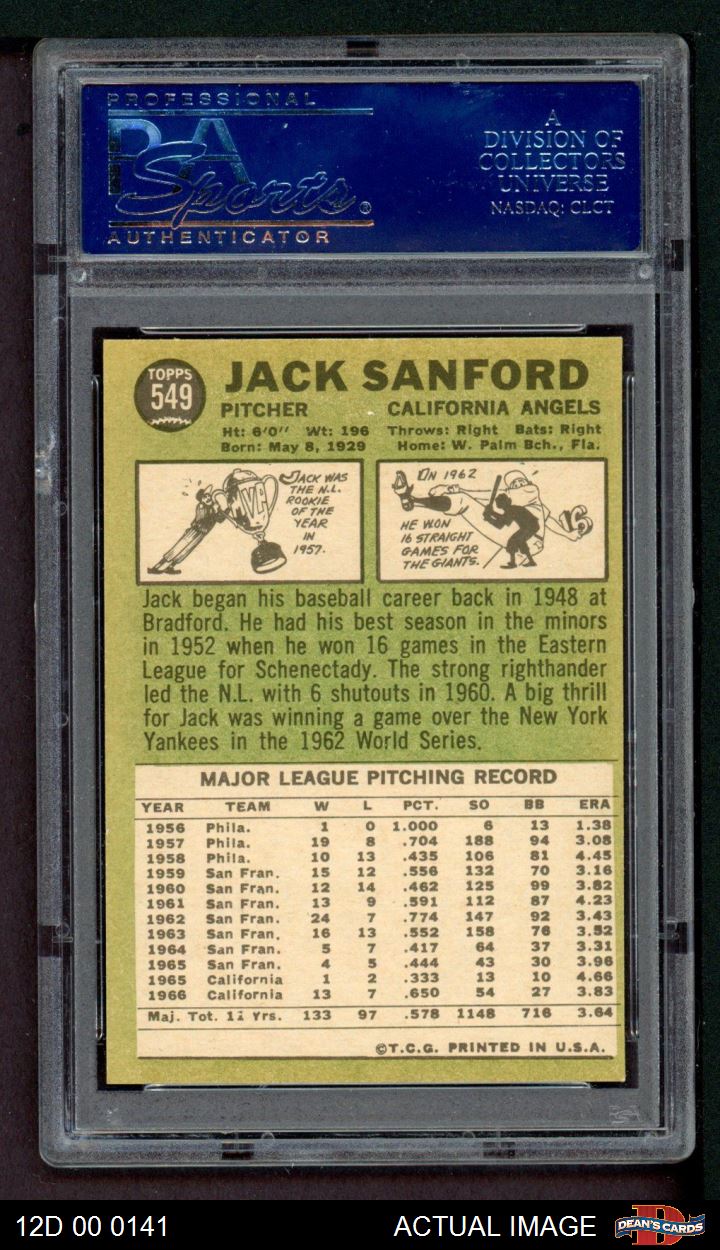 PROFESSIONAL
PSA
Sports®
AUTHENTICATOR
A
DIVISION OF
COLLECTORS
UNIVERSE
NASDAQ: CLCT
TOPPS
549
JACK SANFORD
PITCHER CALIFORNIA ANGELS
Ht: 6'0" Wt: 196 Throws: Right Bats: Right
Born: May 8, 1929 Home: W. Palm Bch., Fla.
MVP
JACK WAS
THE N.L.
ROOKIE
OF THE
YEAR
IN
1957.
IN 1962
HE WON
16 STRAIGHT
GAMES FOR
THE GIANTS.
16
Jack began his baseball career back in 1948 at
Bradford. He had his best season in the minors
in 1952 when he won 16 games in the Eastern
League for Schenectady. The strong righthander
led the N.L. with 6 shutouts in 1960. A big thrill
for Jack was winning a game over the New York
Yankees in the 1962 World Series.
MAJOR LEAGUE PITCHING RECORD
YEAR TEAM W L PCT. SO BB ERA
1956 Phila. 1 0 1.000 6 13 1.38
1957 Phila. 19 8 .704 188 94 3.08
1958 Phila. 10 13 .435 106 81 4.45
1959 San Fran. 15 12 .556 132 70 3.16
1960 San Fran. 12 14 .462 125 99 3.82
1961 San Fran. 13 9 .591 112 87 4.23
1962 San Fran. 24 7 .774 147 92 3.43
1963 San Fran. 16 13 .552 158 76 3.52
1964 San Fran. 5 7 .417 64 37 3.31
1965 San Fran. 4 5 .444 43 30 3.96
1965 California 1 2 .333 13 10 4.66
1966 California 13 7 .650 54 27 3.83
Maj. Tot. 11 Yrs. 133 97 .578 1148 716 3.64
©T.C.G. PRINTED IN U.S.A.
12D 00 0141 ACTUAL IMAGE
DEAN'S CARDS